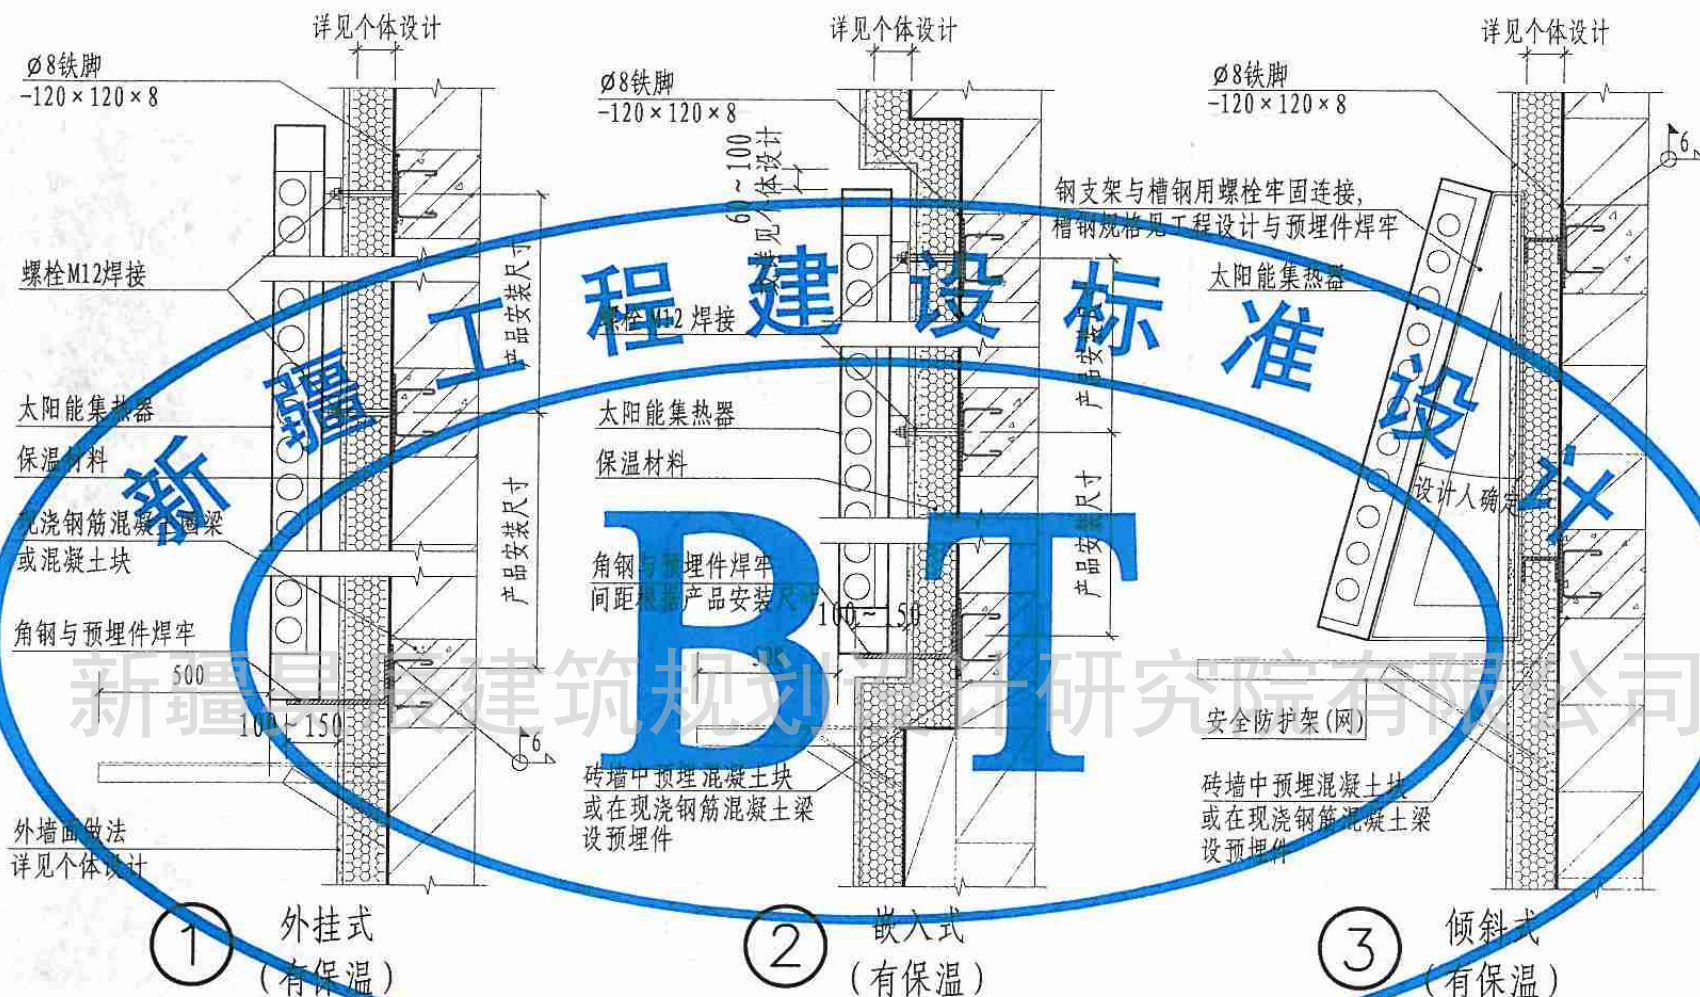 详见个体设计
ø8铁脚
-120×120×8
螺栓M12焊接
产品安装尺寸
太阳能集热器
保温材料
现浇钢筋混凝土圈梁
或混凝土块
产品安装尺寸
角钢与预埋件焊牢
500
100~150
6
外墙面做法
详见个体设计
1
外挂式
(有保温)
详见个体设计
ø8铁脚
-120×120×8
60~100
详见个体设计
螺栓M12焊接
产品安装尺寸
太阳能集热器
保温材料
产品安装尺寸
角钢与预埋件焊牢
间距根据产品安装尺寸
100~150
砖墙中预埋混凝土块
或在现浇钢筋混凝土梁
设预埋件
2
嵌入式
(有保温)
详见个体设计
ø8铁脚
-120×120×8
6
钢支架与槽钢用螺栓牢固连接,
槽钢规格见工程设计与预埋件焊牢
太阳能集热器
设计人确定
安全防护架(网)
砖墙中预埋混凝土块
或在现浇钢筋混凝土梁
设预埋件
3
倾斜式
(有保温)
新疆工程建设标准设计
BT
建筑规划设计研究院有限公司